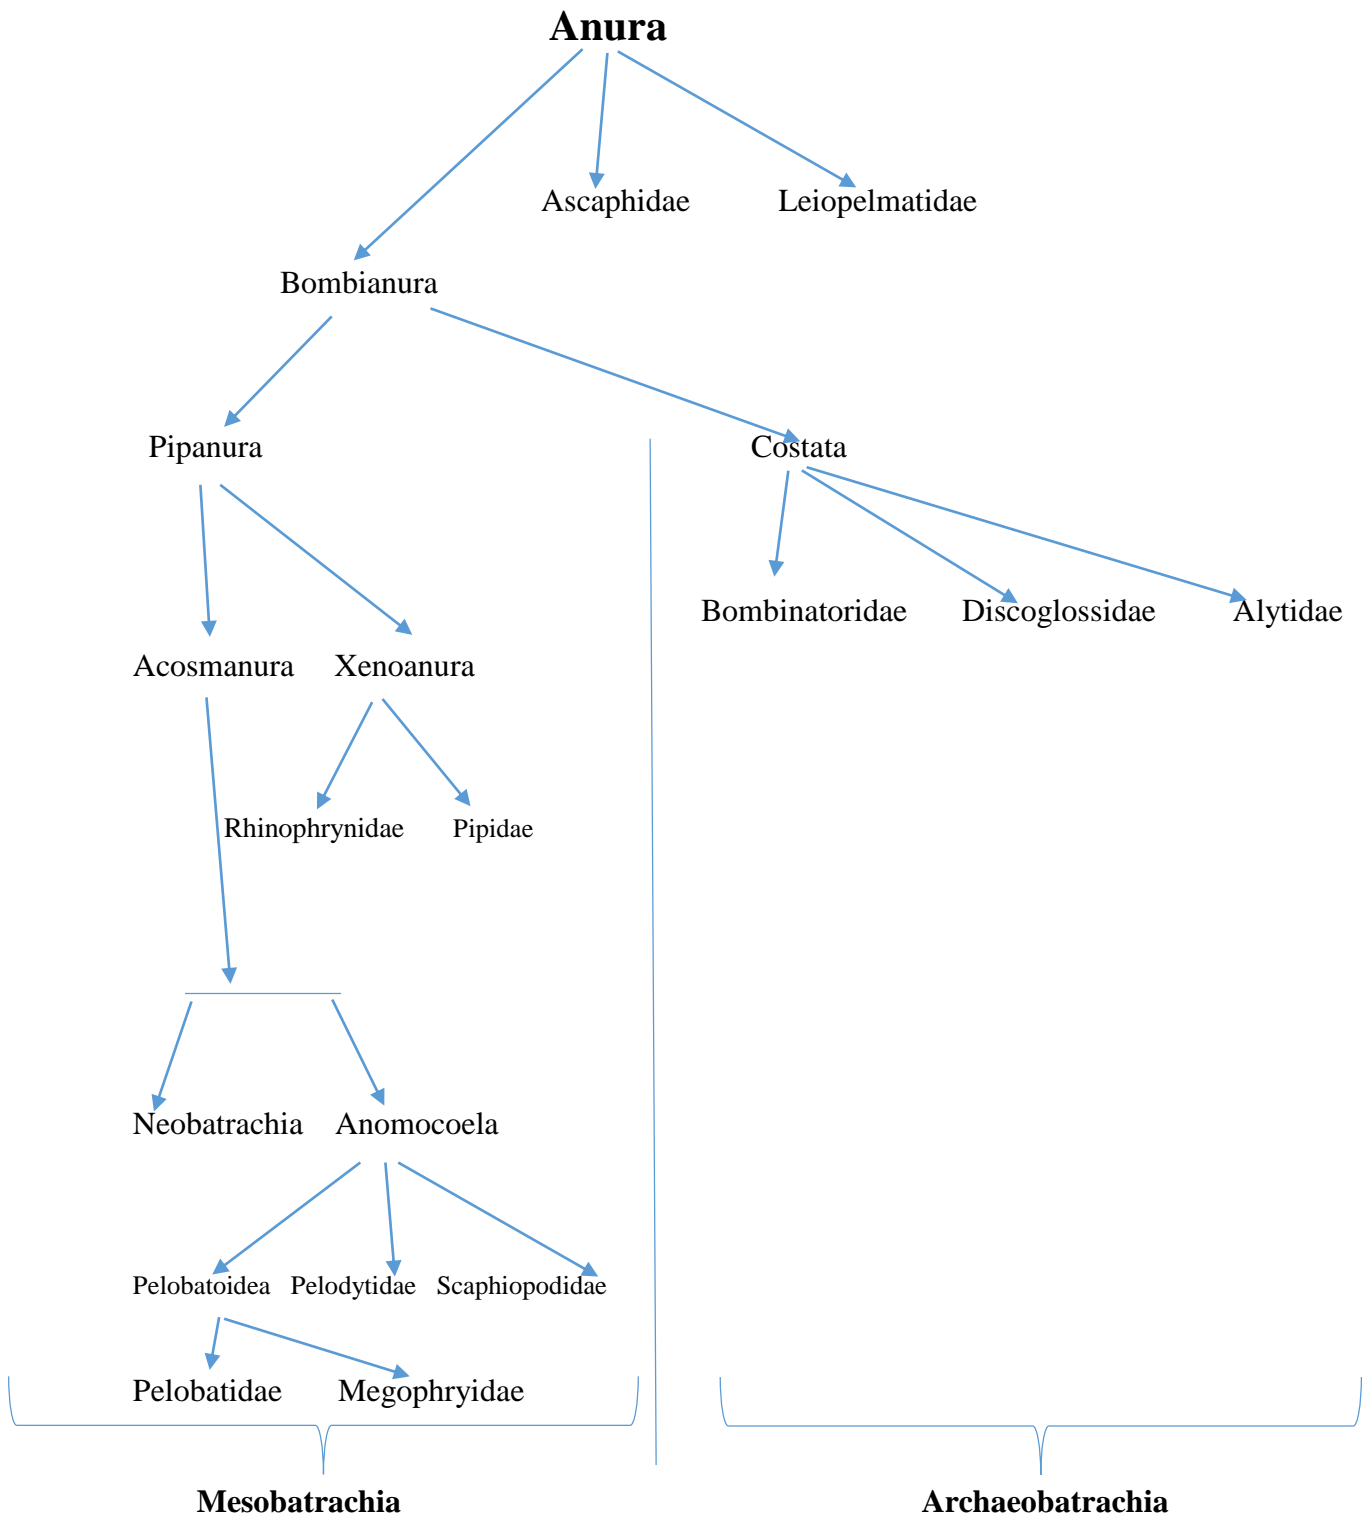 Anura
Ascaphidae Leiopelmatidae
Bombianura
Pipanura Costata
Bombinatoridae Discoglossidae Alytidae
Acosmanura Xenoanura
Rhinophrynidae Pipidae
Neobatrachia Anomocoela
Pelobatoidea Pelodytidae Scaphiopodidae
Pelobatidae Megophryidae
Mesobatrachia Archaeobatrachia